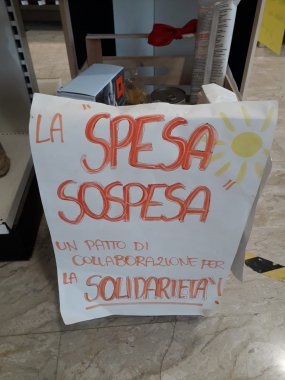 LA "SPESA
SOSPESA"
UN PATTO DI
COLLABORAZIONE PER
LA SOLIDARIETÀ!